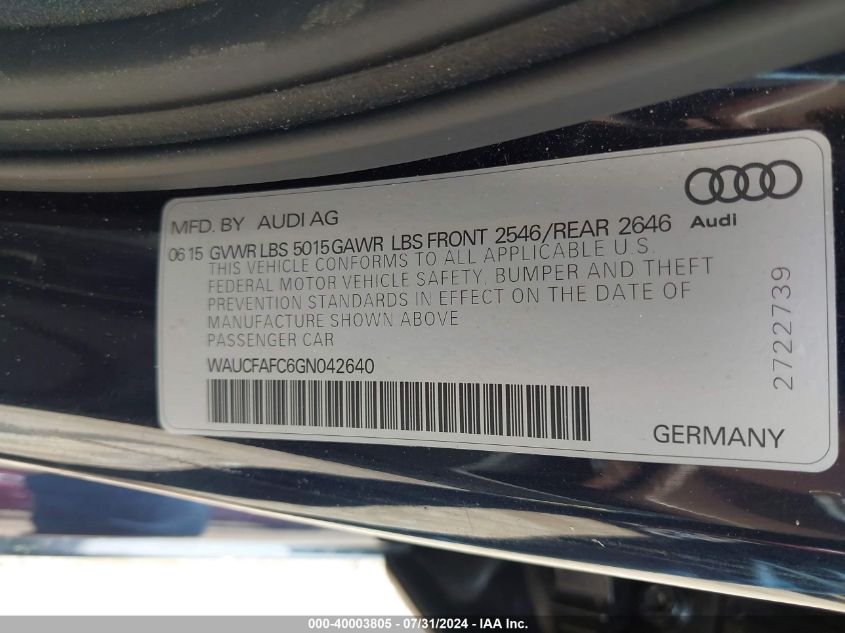 MFD. BY AUDI AG
Audi
06 15 GVWR LBS 5015 GAWR LBS FRONT 2546/REAR 2646
THIS VEHICLE CONFORMS TO ALL APPLICABLE U.S.
FEDERAL MOTOR VEHICLE SAFETY, BUMPER AND THEFT
PREVENTION STANDARDS IN EFFECT ON THE DATE OF
MANUFACTURE SHOWN ABOVE
PASSENGER CAR
WAUCFAFC6GN042640
GERMANY
2722739
000-40003805 - 07/31/2024 - IAA Inc.